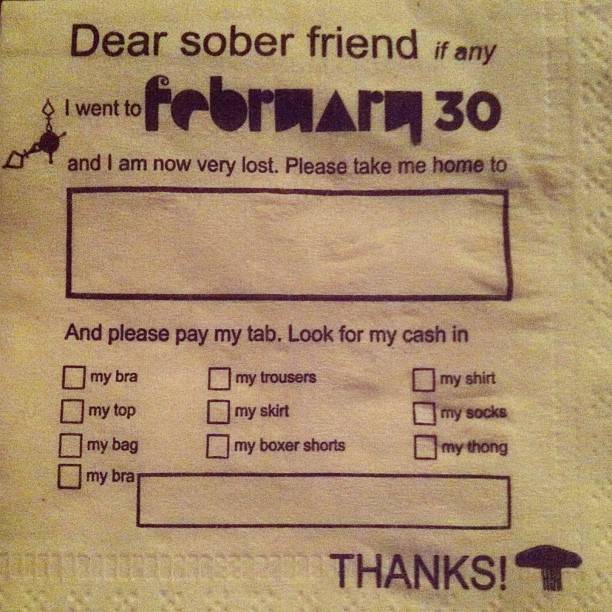 Dear sober friend if any
I went to february 30
and I am now very lost. Please take me home to
And please pay my tab. Look for my cash in
my bra my trousers my shirt
my top my skirt my socks
my bag my boxer shorts my thong
my bra
THANKS!